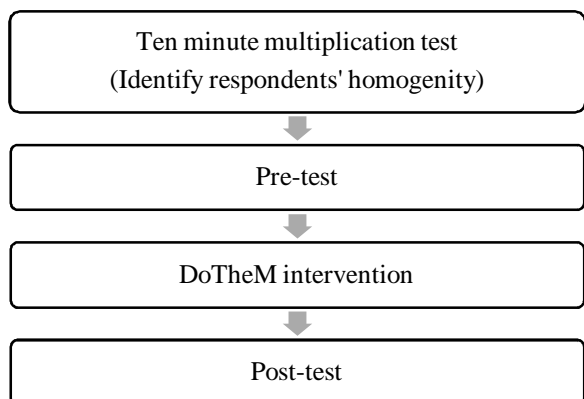 Ten minute multiplication test
(Identify respondents' homogenity)
Pre-test
DoTheM intervention
Post-test